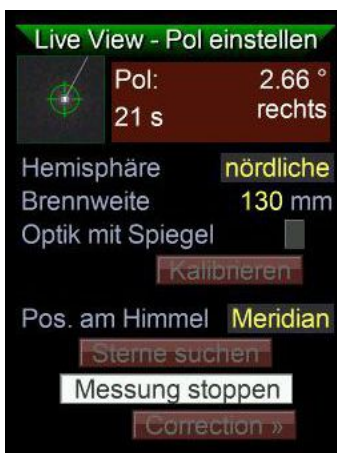 Live View - Pol einstellen
Pol: 2.66 °
21 s rechts
Hemisphäre nördliche
Brennweite 130 mm
Optik mit Spiegel
Kalibrieren
Pos. am Himmel Meridian
Sterne suchen
Messung stoppen
Correction »